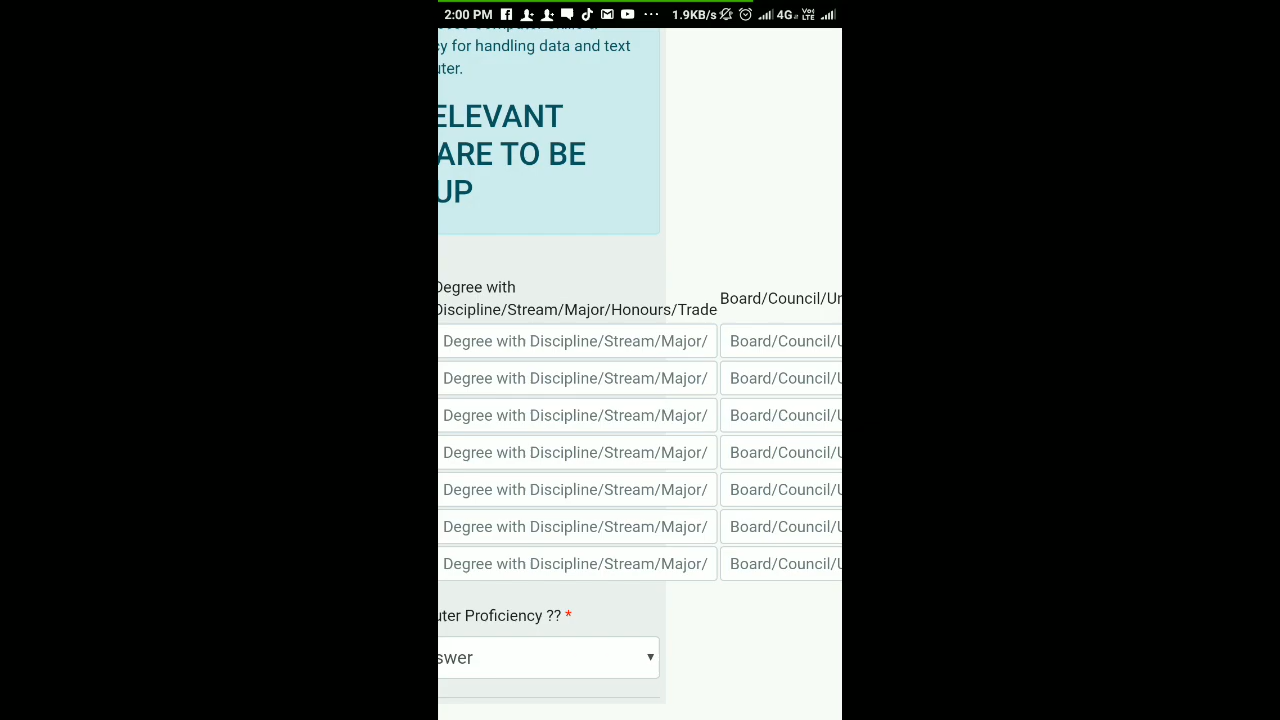 2:00 PM ... 1.9KB/s 4G VoI LTE
cy for handling data and text
uter.
ELEVANT
ARE TO BE
UP
Degree with
Discipline/Stream/Major/Honours/Trade
Board/Council/Un
Degree with Discipline/Stream/Major/ Board/Council/U
Degree with Discipline/Stream/Major/ Board/Council/U
Degree with Discipline/Stream/Major/ Board/Council/U
Degree with Discipline/Stream/Major/ Board/Council/U
Degree with Discipline/Stream/Major/ Board/Council/U
Degree with Discipline/Stream/Major/ Board/Council/U
Degree with Discipline/Stream/Major/ Board/Council/U
uter Proficiency ?? *
swer